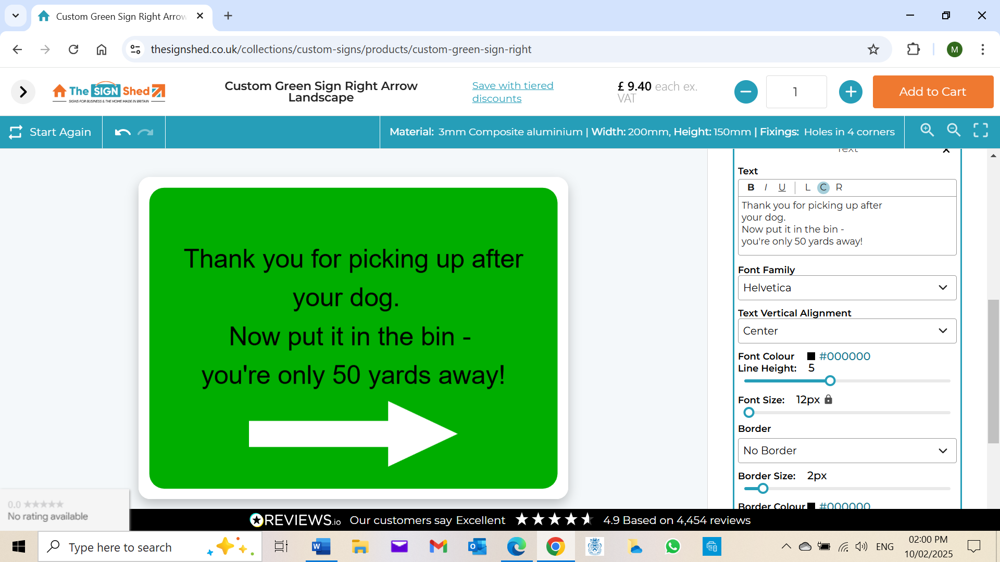 Custom Green Sign Right Arrow
thesignshed.co.uk/collections/custom-signs/products/custom-green-sign-right
M
The SIGN Shed
SIGNS FOR BUSINESS & THE HOME MADE IN BRITAIN
Custom Green Sign Right Arrow
Landscape
Save with tiered
discounts
£ 9.40 each ex.
VAT
1
Add to Cart
Start Again
Material: 3mm Composite aluminium | Width: 200mm, Height: 150mm | Fixings: Holes in 4 corners
Thank you for picking up after
your dog.
Now put it in the bin -
you're only 50 yards away!
Text
Text
B I U L C R
Thank you for picking up after
your dog.
Now put it in the bin -
you're only 50 yards away!
Font Family
Helvetica
Text Vertical Alignment
Center
Font Colour #000000
Line Height: 5
Font Size: 12px
Border
No Border
Border Size: 2px
Border Colour #000000
0.0
No rating available
REVIEWS.io Our customers say Excellent 4.9 Based on 4,454 reviews
Type here to search
ENG
02:00 PM
10/02/2025